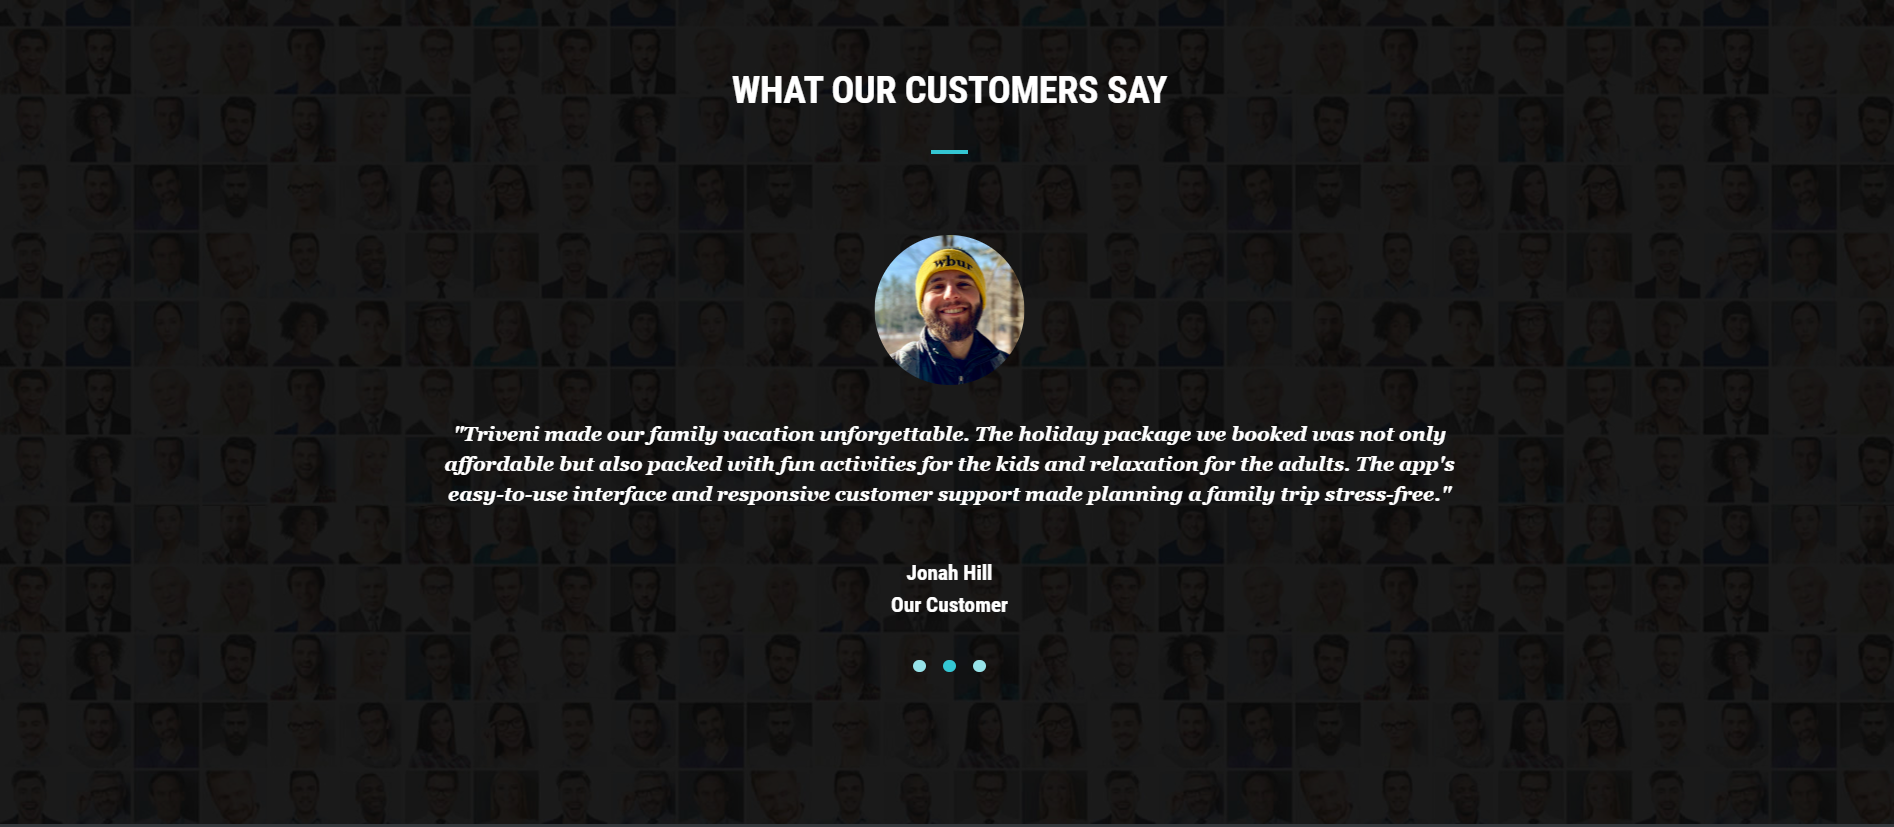 WHAT OUR CUSTOMERS SAY
wbur
"Triveni made our family vacation unforgettable. The holiday package we booked was not only
affordable but also packed with fun activities for the kids and relaxation for the adults. The app's
easy-to-use interface and responsive customer support made planning a family trip stress-free."
Jonah Hill
Our Customer